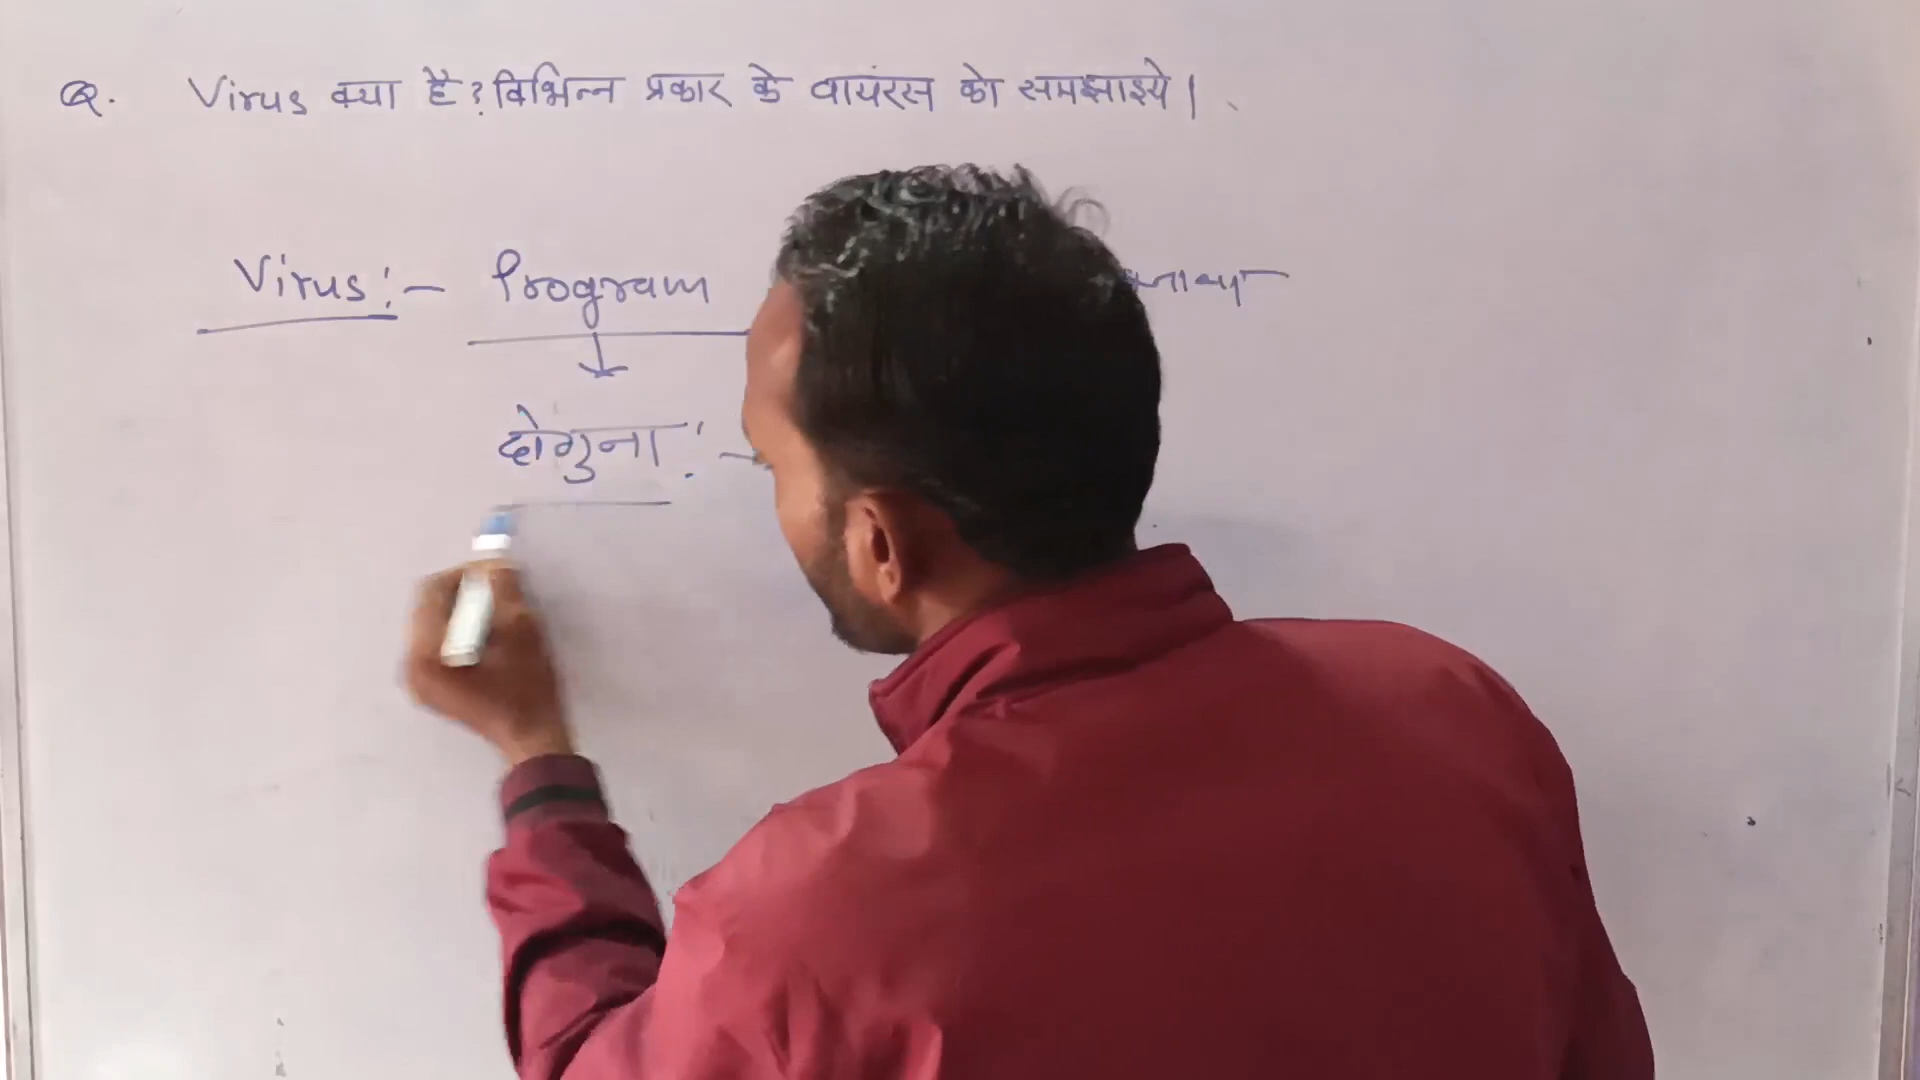 Q. Virus क्या है? विभिन्न प्रकार के वायरस को समझाइये।
Virus:- Program
दोगुना:-